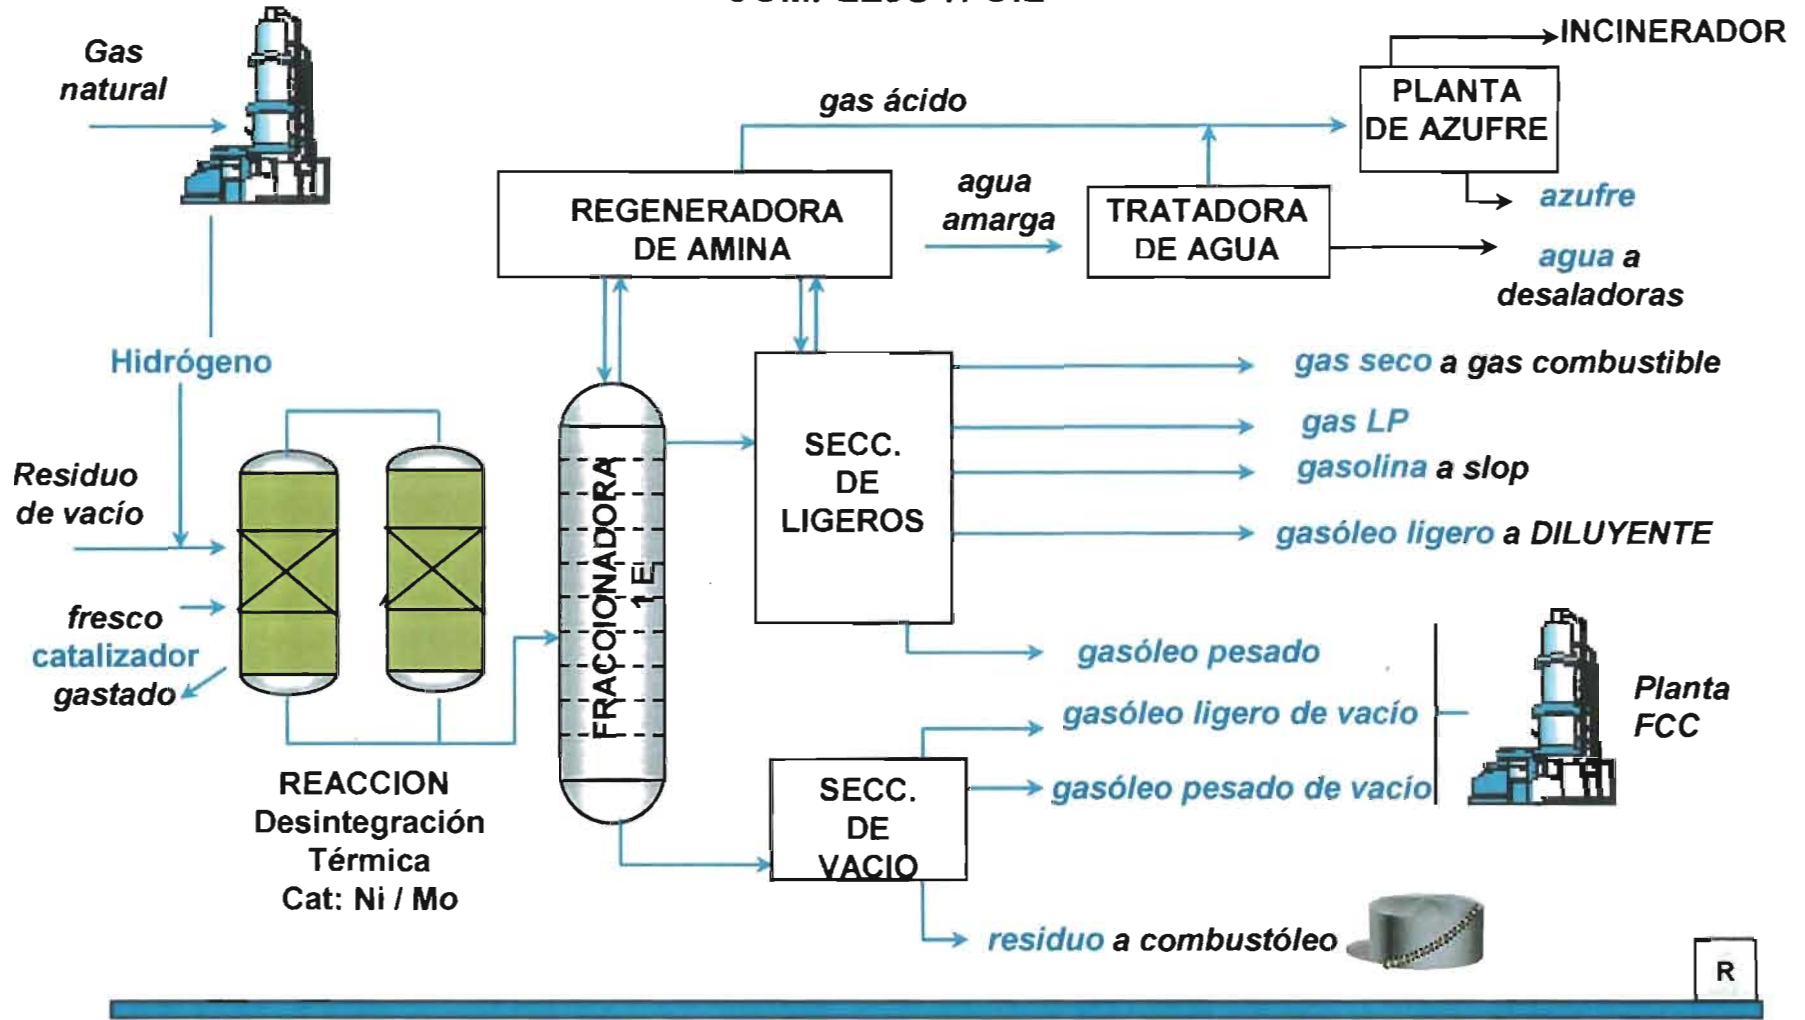 Gas
natural
INCINERADOR
PLANTA
DE AZUFRE
gas ácido
azufre
agua
amarga
REGENERADORA
DE AMINA
TRATADORA
DE AGUA
agua a
desaladoras
Hidrógeno
gas seco a gas combustible
gas LP
gasolina a slop
gasóleo ligero a DILUYENTE
SECC.
DE
LIGEROS
Residuo
de vacío
FRACCIONADORA
1 E
fresco
catalizador
gastado
gasóleo pesado
gasóleo ligero de vacío
gasóleo pesado de vacío
Planta
FCC
REACCION
Desintegración
Térmica
Cat: Ni / Mo
SECC.
DE
VACIO
residuo a combustóleo
R